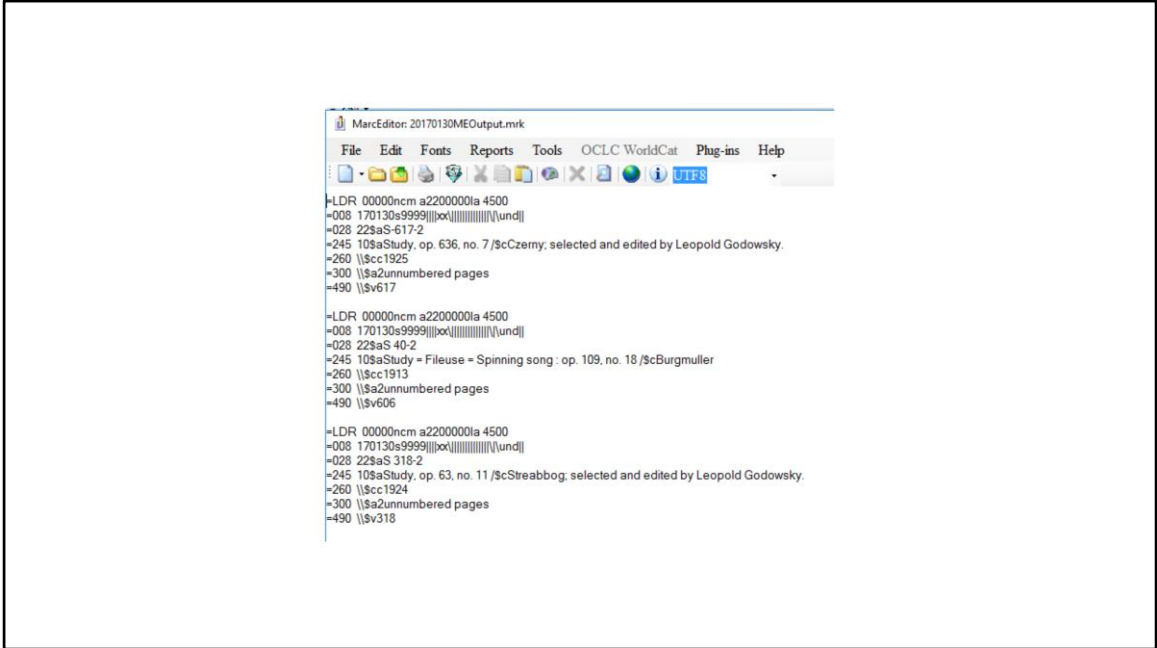 MarcEditor: 20170130MEOutput.mrk
File Edit Fonts Reports Tools OCLC WorldCat Plug-ins Help
UTF8
=LDR 00000ncm a2200000Ia 4500
=008 170130s9999||||xx\||||||||||||||\|\und||
=028 22$aS-617-2
=245 10$aStudy, op. 636, no. 7 /$cCzerny; selected and edited by Leopold Godowsky.
=260 \\$cc1925
=300 \\$a2unnumbered pages
=490 \\$v617
=LDR 00000ncm a2200000Ia 4500
=008 170130s9999||||xx\||||||||||||||\|\und||
=028 22$aS 40-2
=245 10$aStudy = Fileuse = Spinning song : op. 109, no. 18 /$cBurgmuller
=260 \\$cc1913
=300 \\$a2unnumbered pages
=490 \\$v606
=LDR 00000ncm a2200000Ia 4500
=008 170130s9999||||xx\||||||||||||||\|\und||
=028 22$aS 318-2
=245 10$aStudy, op. 63, no. 11 /$cStreabbog; selected and edited by Leopold Godowsky.
=260 \\$cc1924
=300 \\$a2unnumbered pages
=490 \\$v318